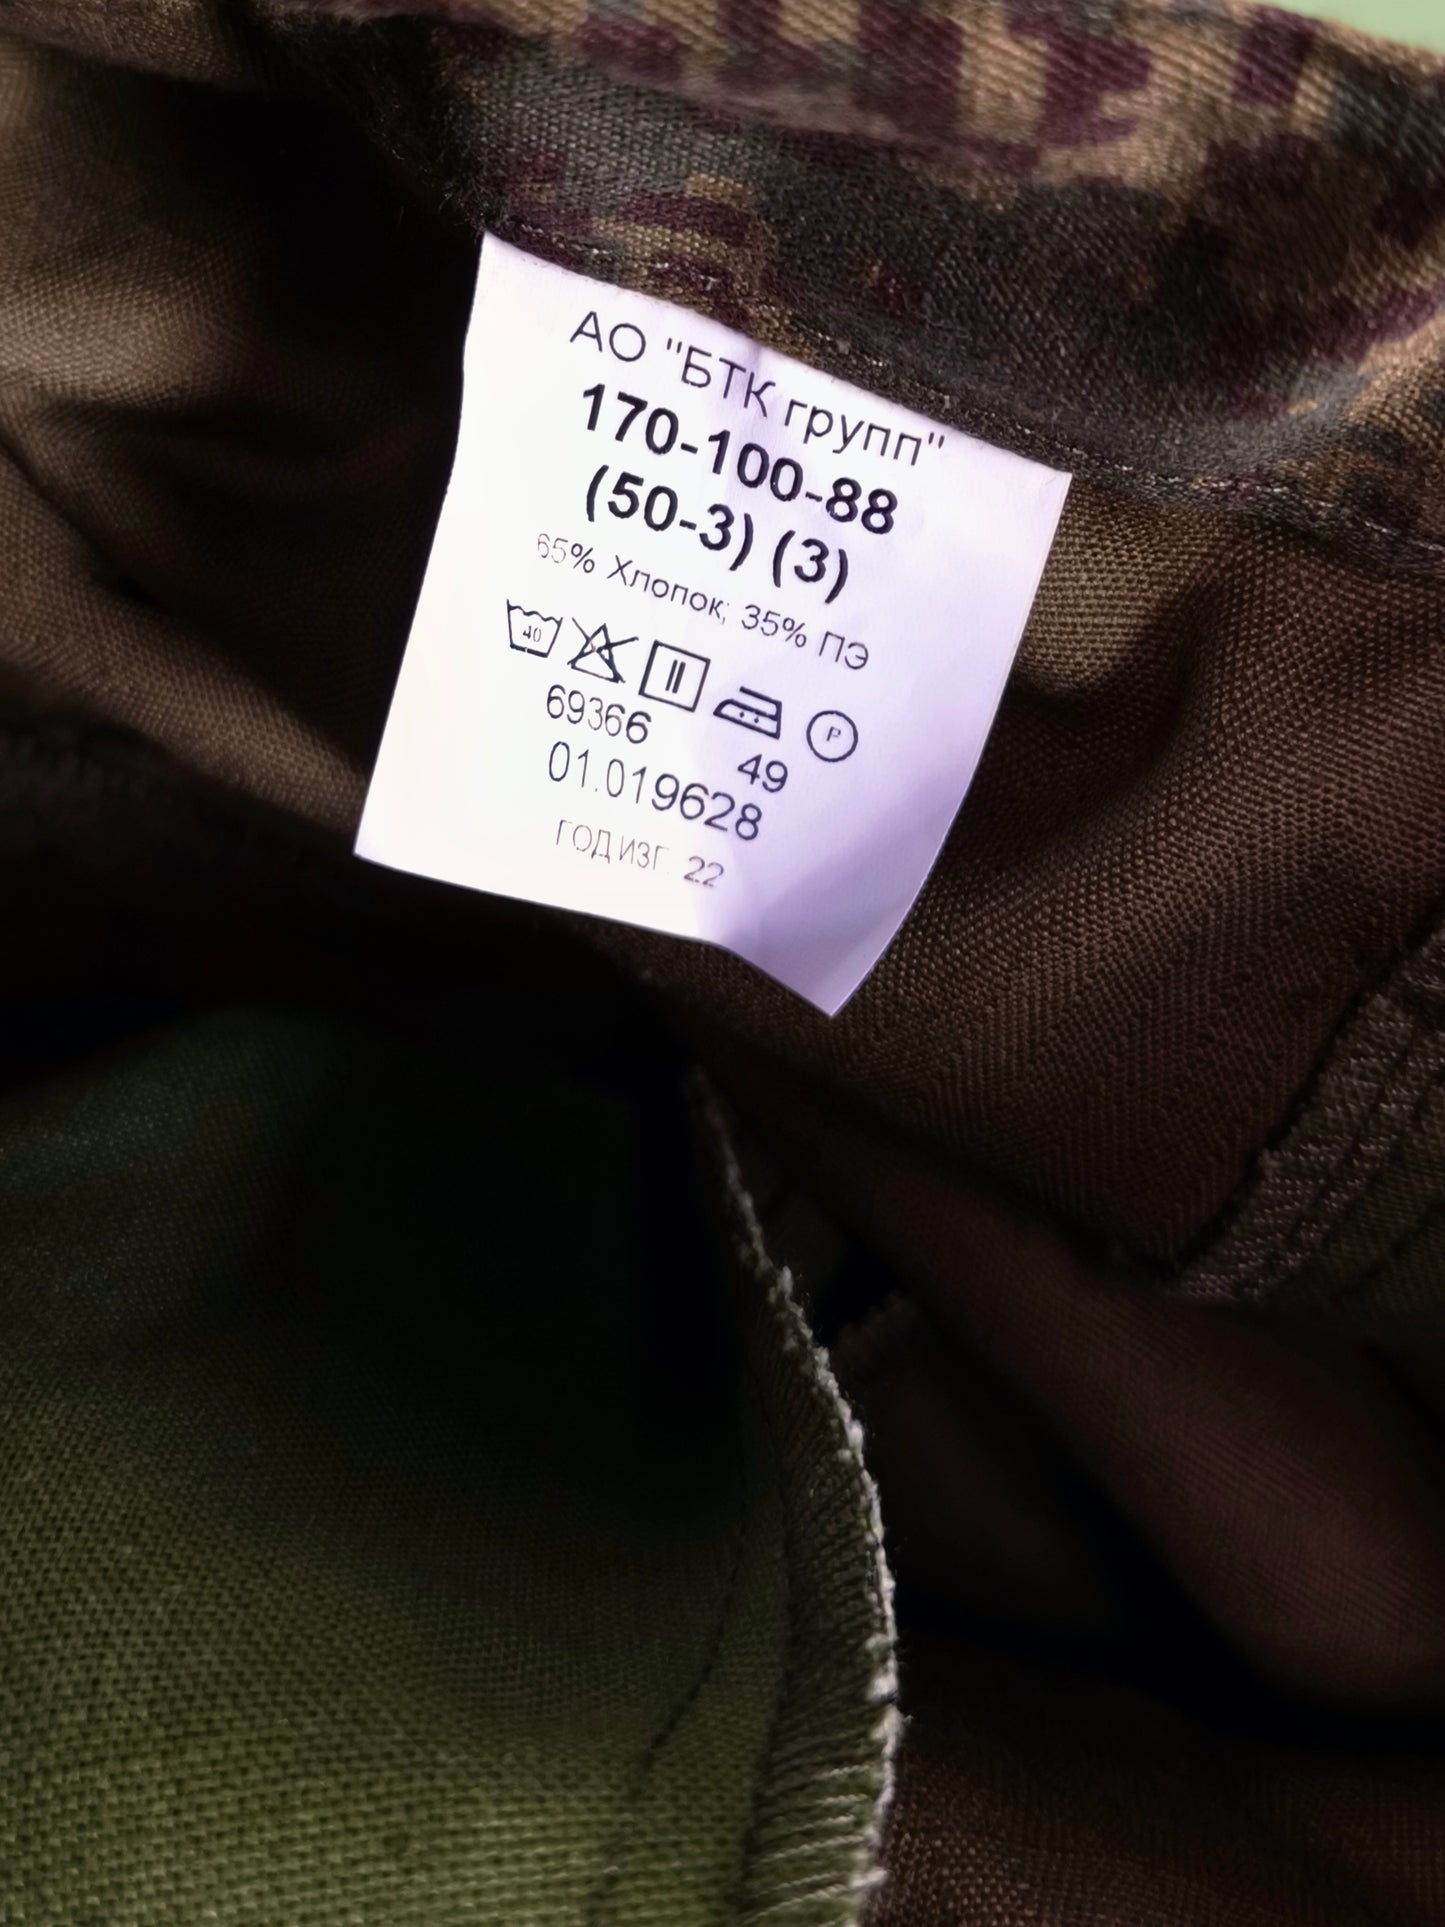 АО "БТК групп"
170-100-88
(50-3) (3)
65% Хлопок; 35% ПЭ
40 P
69366 49
01.019628
ГОД ИЗГ. 22